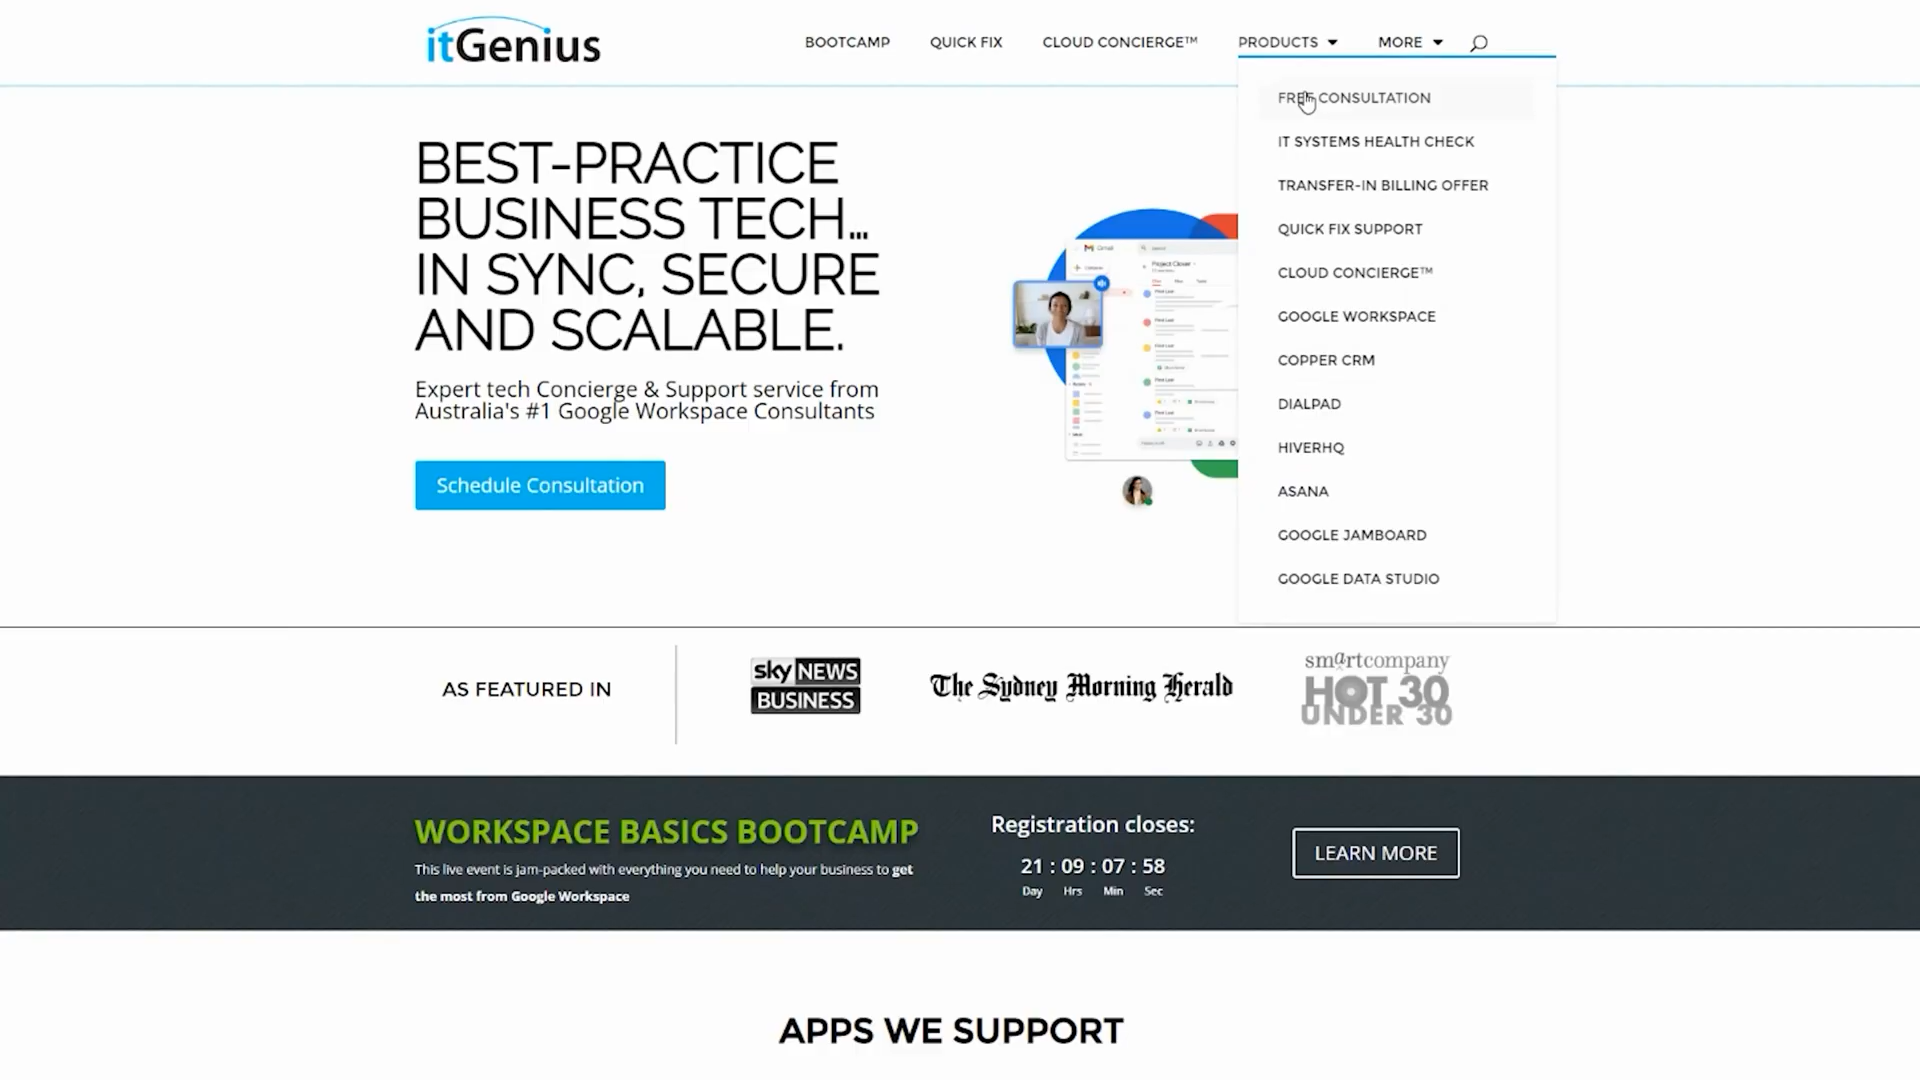 itGenius
BOOTCAMP
QUICK FIX
CLOUD CONCIERGE™
PRODUCTS
MORE
FREE CONSULTATION
IT SYSTEMS HEALTH CHECK
TRANSFER-IN BILLING OFFER
QUICK FIX SUPPORT
CLOUD CONCIERGE™
GOOGLE WORKSPACE
COPPER CRM
DIALPAD
HIVERHQ
ASANA
GOOGLE JAMBOARD
GOOGLE DATA STUDIO
BEST-PRACTICE
BUSINESS TECH...
IN SYNC, SECURE
AND SCALABLE.
Expert tech Concierge & Support service from
Australia's #1 Google Workspace Consultants
Schedule Consultation
Gmail
Project Clover
AS FEATURED IN
sky NEWS
BUSINESS
The Sydney Morning Herald
smartcompany
HOT 30
UNDER 30
WORKSPACE BASICS BOOTCAMP
This live event is jam-packed with everything you need to help your business to get
the most from Google Workspace
Registration closes:
21 : 09 : 07 : 58
Day Hrs Min Sec
LEARN MORE
APPS WE SUPPORT